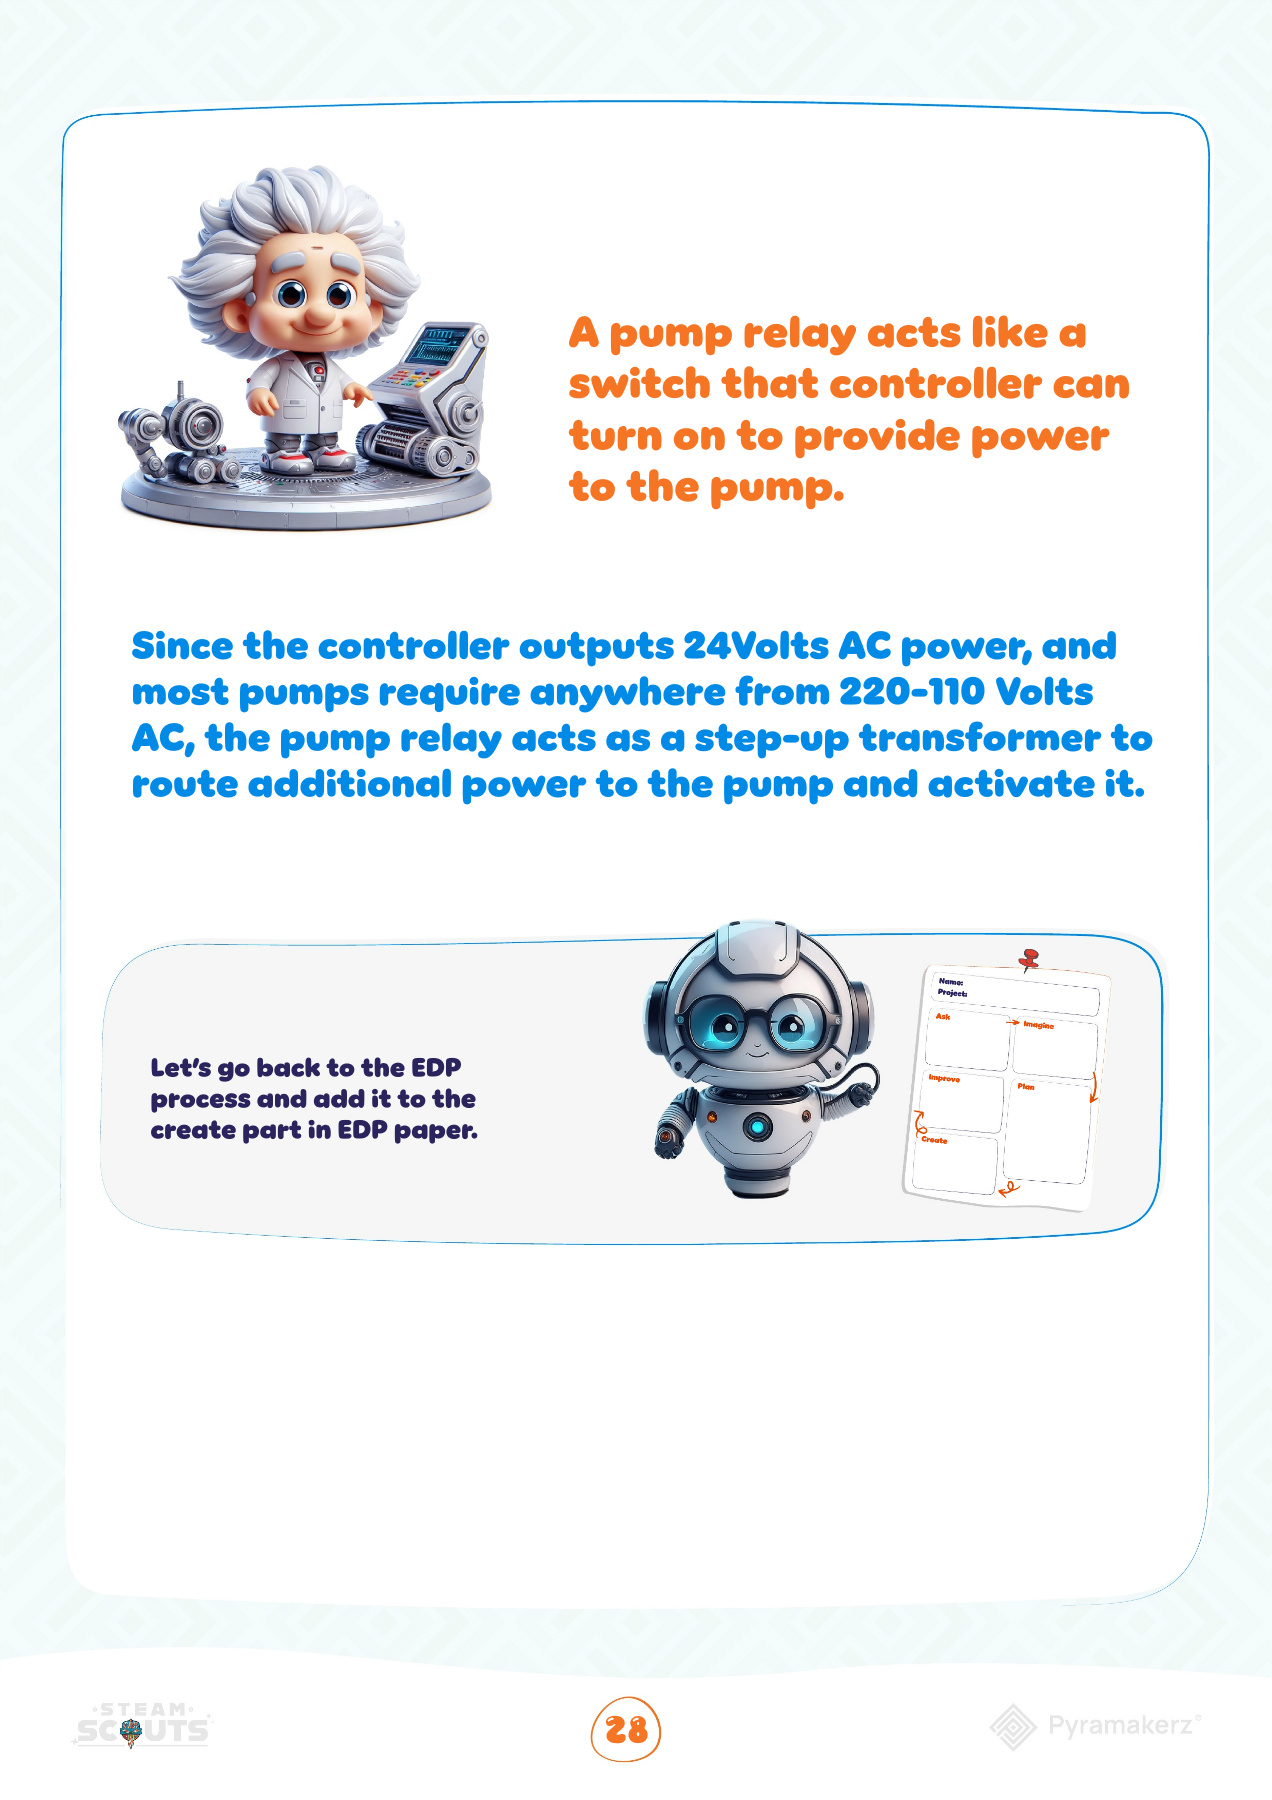 A pump relay acts like a
switch that controller can
turn on to provide power
to the pump.
Since the controller outputs 24Volts AC power, and
most pumps require anywhere from 220-110 Volts
AC, the pump relay acts as a step-up transformer to
route additional power to the pump and activate it.
Let's go back to the EDP
process and add it to the
create part in EDP paper.
Name:
Project:
Ask
Imagine
Improve
Plan
Create
STEAM
SCOUTS
28
Pyramakerz